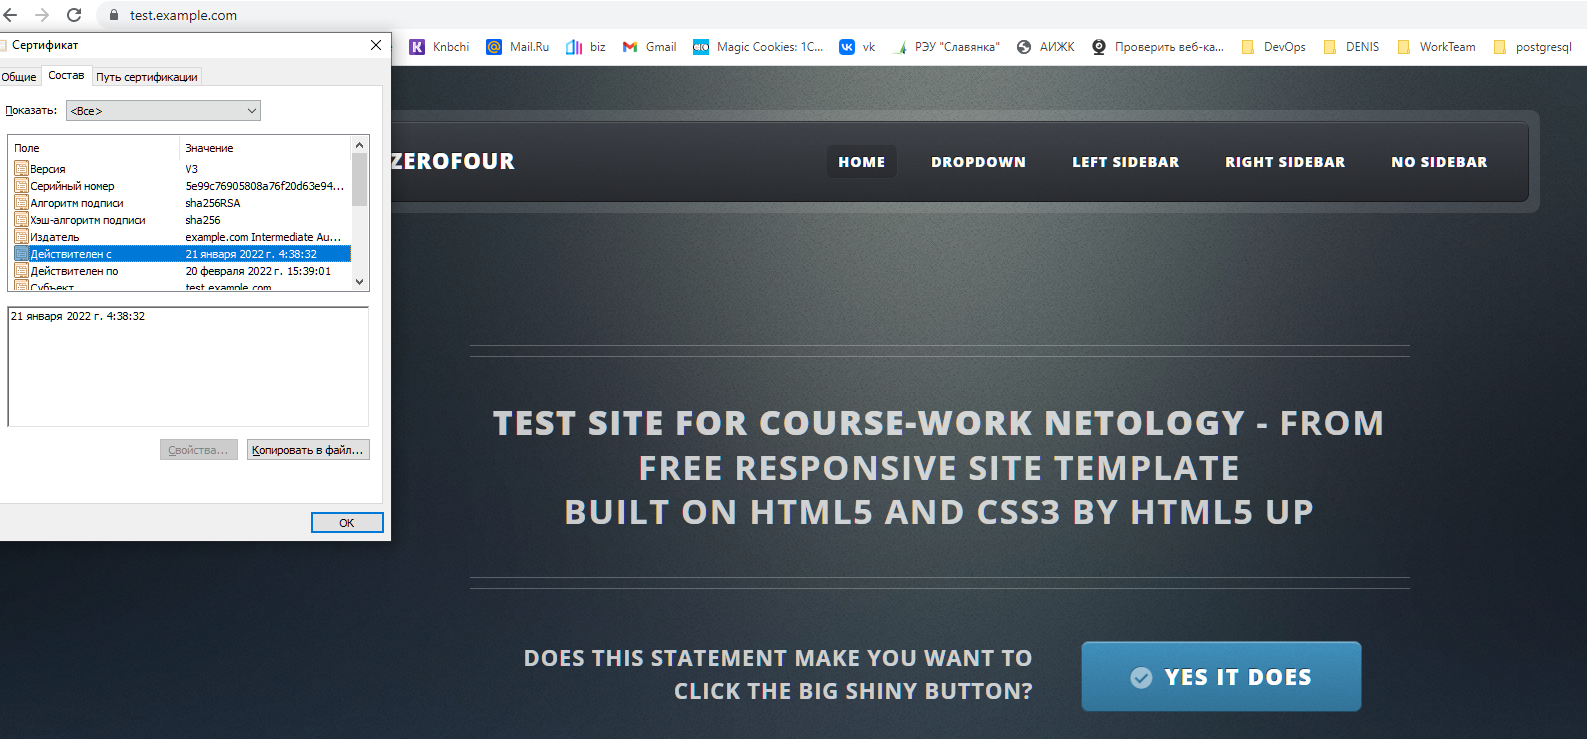 test.example.com
Knbchi
Mail.Ru
biz
Gmail
Magic Cookies: 1C...
vk
РЭУ "Славянка"
АИЖК
Проверить веб-ка...
DevOps
DENIS
WorkTeam
postgresql
Сертификат
Общие
Состав
Путь сертификации
Показать:
<Все>
Поле Значение
Версия V3
Серийный номер 5e99c76905808a76f20d63e94...
Алгоритм подписи sha256RSA
Хэш-алгоритм подписи sha256
Издатель example.com Intermediate Au...
Действителен с 21 января 2022 г. 4:38:32
Действителен по 20 февраля 2022 г. 15:39:01
Субъект test.example.com
21 января 2022 г. 4:38:32
Свойства...
Копировать в файл...
OK
ZEROFOUR
HOME
DROPDOWN
LEFT SIDEBAR
RIGHT SIDEBAR
NO SIDEBAR
TEST SITE FOR COURSE-WORK NETOLOGY - FROM
FREE RESPONSIVE SITE TEMPLATE
BUILT ON HTML5 AND CSS3 BY HTML5 UP
DOES THIS STATEMENT MAKE YOU WANT TO
CLICK THE BIG SHINY BUTTON?
YES IT DOES